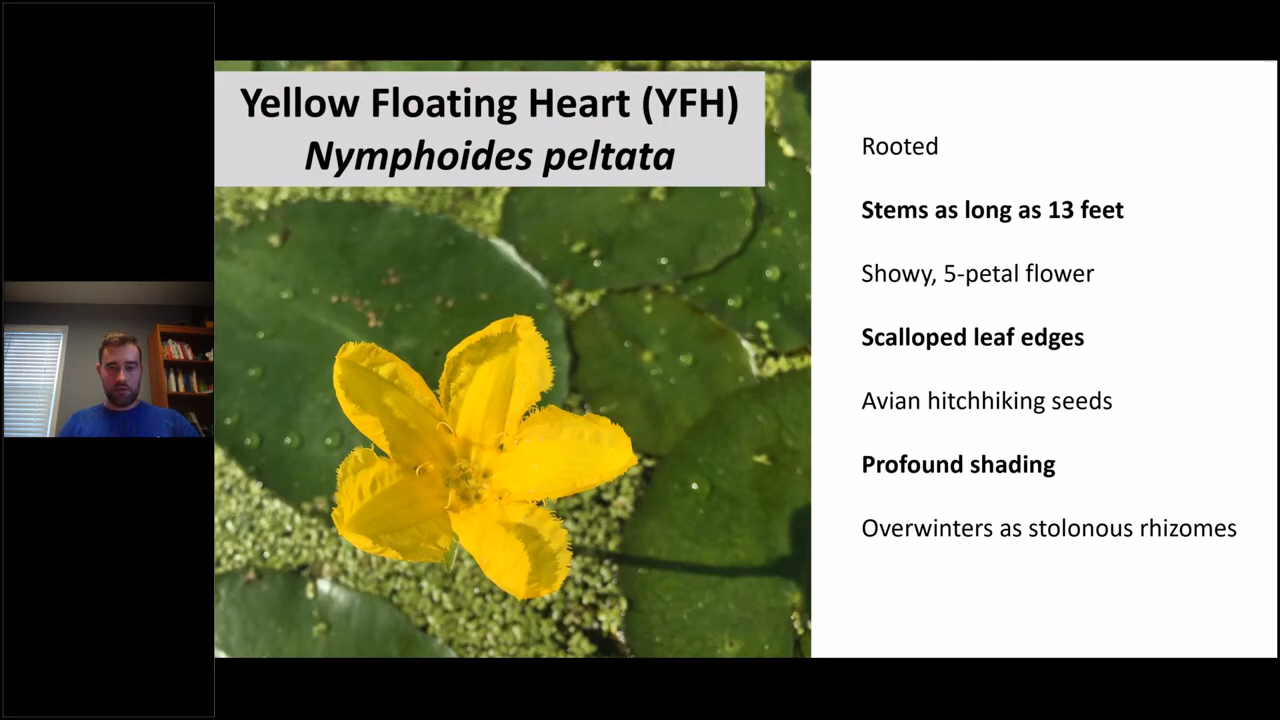 Yellow Floating Heart (YFH)
Nymphoides peltata
Rooted
Stems as long as 13 feet
Showy, 5-petal flower
Scalloped leaf edges
Avian hitchhiking seeds
Profound shading
Overwinters as stolonous rhizomes